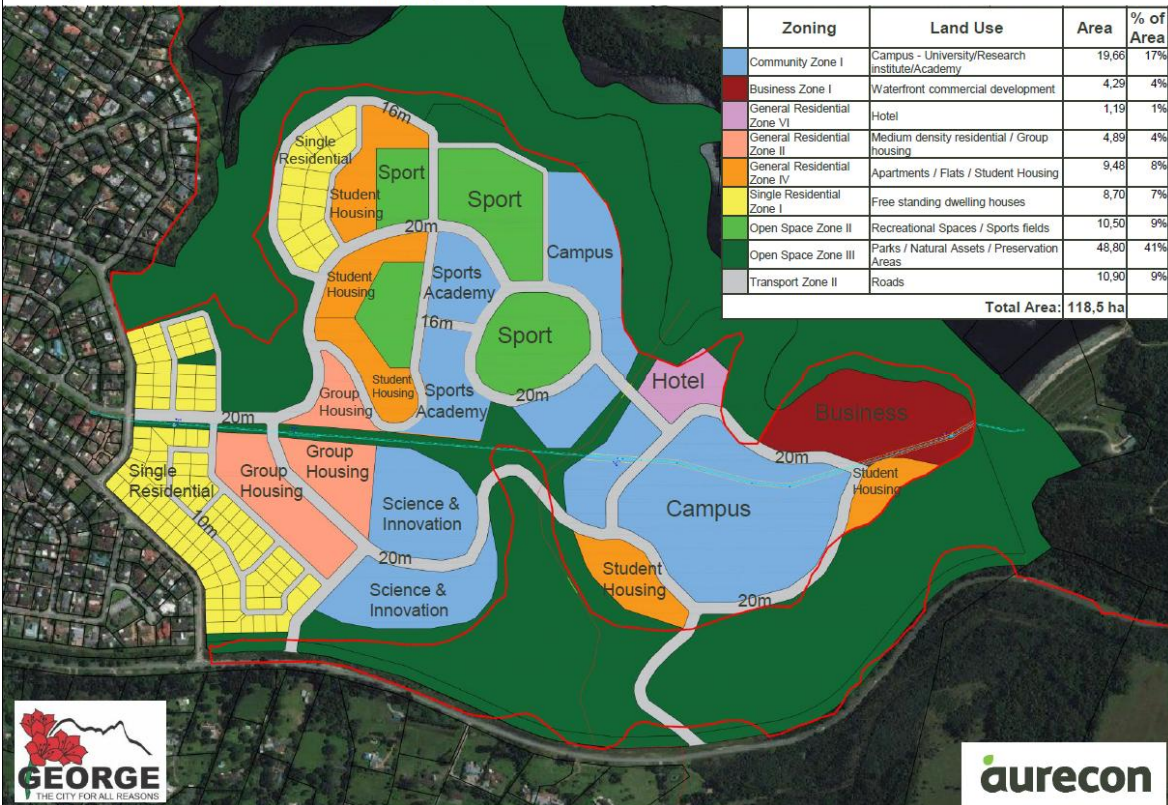 Zoning Land Use Area % of Area
Community Zone I Campus - University/Research institute/Academy 19,66 17%
Business Zone I Waterfront commercial development 4,29 4%
General Residential Zone VI Hotel 1,19 1%
General Residential Zone II Medium density residential / Group housing 4,89 4%
General Residential Zone IV Apartments / Flats / Student Housing 9,48 8%
Single Residential Zone I Free standing dwelling houses 8,70 7%
Open Space Zone II Recreational Spaces / Sports fields 10,50 9%
Open Space Zone III Parks / Natural Assets / Preservation Areas 48,80 41%
Transport Zone II Roads 10,90 9%
Total Area: 118,5 ha
16m
Single
Residential
Sport
Student
Housing
Sport
20m
Campus
Student
Housing
Sports
Academy
16m
Sport
Student
Housing
Sports
Academy
20m
Group
Housing
Hotel
20m
Business
Group
Housing
20m
Student
Housing
Single
Residential
Group
Housing
10m
Science &
Innovation
Campus
20m
Science &
Innovation
Student
Housing
20m
GEORGE
THE CITY FOR ALL REASONS
aurecon